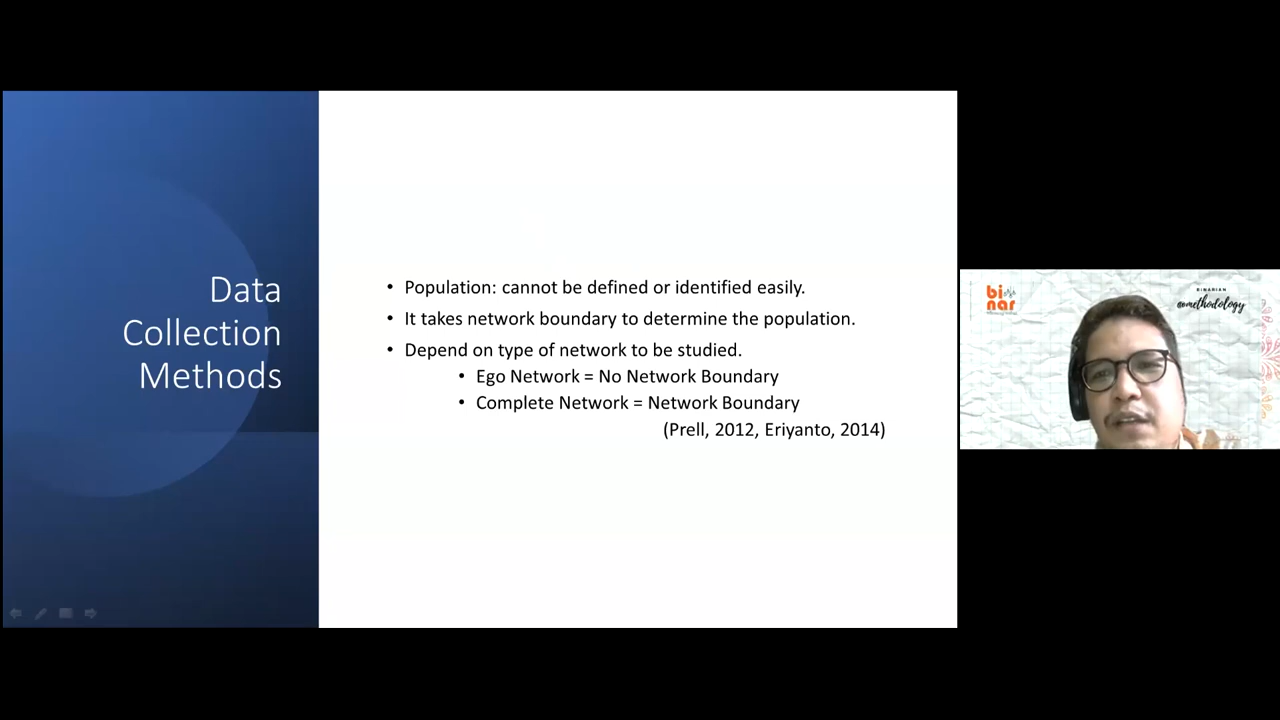 Data
Collection
Methods
• Population: cannot be defined or identified easily.
• It takes network boundary to determine the population.
• Depend on type of network to be studied.
• Ego Network = No Network Boundary
• Complete Network = Network Boundary
(Prell, 2012, Eriyanto, 2014)
bi
nar
BINARIAN
#omethodology